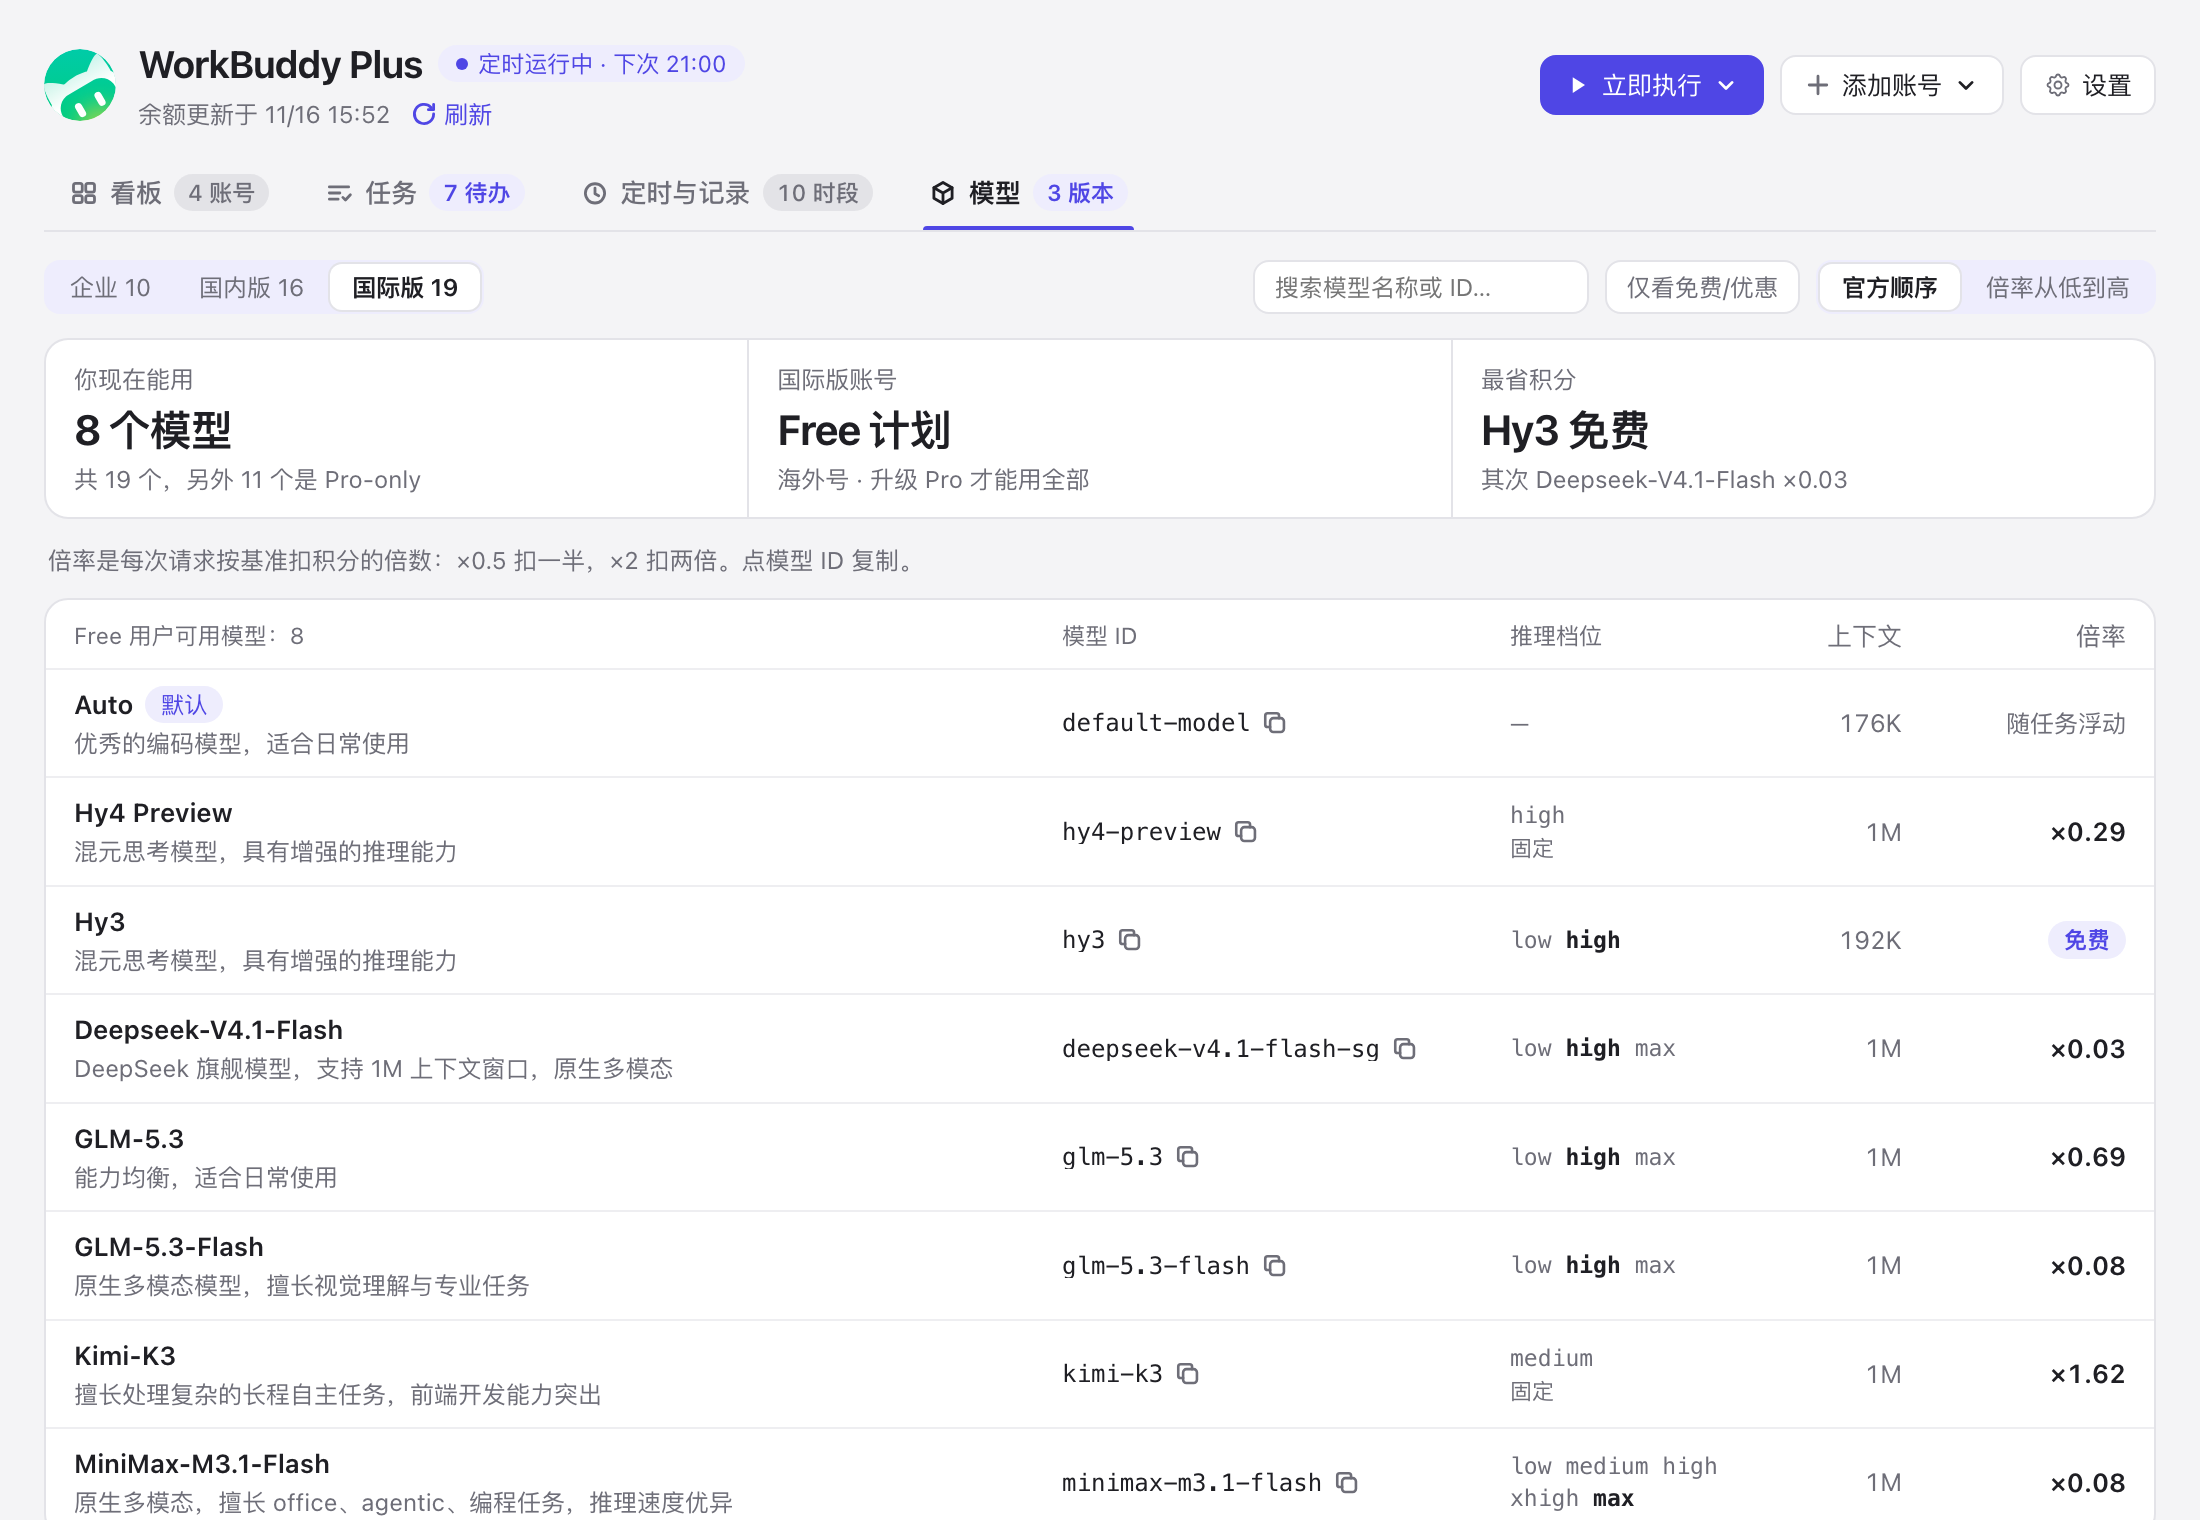 WorkBuddy Plus 定时运行中 · 下次 21:00
余额更新于 11/16 15:52 刷新
立即执行 添加账号 设置
看板 4 账号 任务 7 待办 定时与记录 10 时段 模型 3 版本
企业 10 国内版 16 国际版 19 搜索模型名称或 ID... 仅看免费/优惠 官方顺序 倍率从低到高
你现在能用
8 个模型
共 19 个，另外 11 个是 Pro-only
国际版账号
Free 计划
海外号 · 升级 Pro 才能用全部
最省积分
Hy3 免费
其次 Deepseek-V4.1-Flash ×0.03
倍率是每次请求按基准扣积分的倍数：×0.5 扣一半，×2 扣两倍。点模型 ID 复制。
Free 用户可用模型：8 模型 ID 推理档位 上下文 倍率
Auto 默认
优秀的编码模型，适合日常使用
default-model — 176K 随任务浮动
Hy4 Preview
混元思考模型，具有增强的推理能力
hy4-preview
high
固定
1M ×0.29
Hy3
混元思考模型，具有增强的推理能力
hy3 low high 192K 免费
Deepseek-V4.1-Flash
DeepSeek 旗舰模型，支持 1M 上下文窗口，原生多模态
deepseek-v4.1-flash-sg low high max 1M ×0.03
GLM-5.3
能力均衡，适合日常使用
glm-5.3 low high max 1M ×0.69
GLM-5.3-Flash
原生多模态模型，擅长视觉理解与专业任务
glm-5.3-flash low high max 1M ×0.08
Kimi-K3
擅长处理复杂的长程自主任务，前端开发能力突出
kimi-k3
medium
固定
1M ×1.62
MiniMax-M3.1-Flash
原生多模态，擅长 office、agentic、编程任务，推理速度优异
minimax-m3.1-flash
low medium high
xhigh max
1M ×0.08